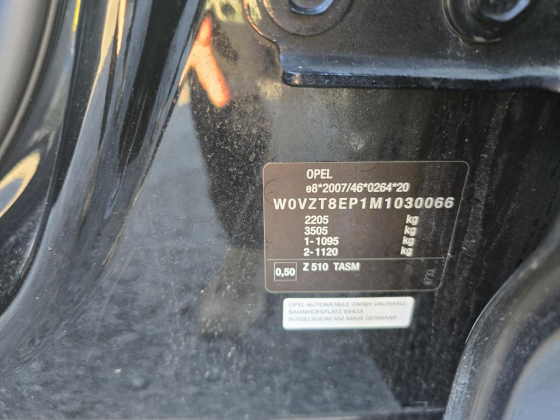 OPEL
e8*2007/46*0264*20
W0VZT8EP1M1030066
2205 kg
3505 kg
1-1095 kg
2-1120 kg
0,50 Z 510 TASM
OPEL AUTOMOBILE GMBH VAUXHALL
BAHNHOFSPLATZ 65423
RUSSELSHEIM AM MAIN GERMANY